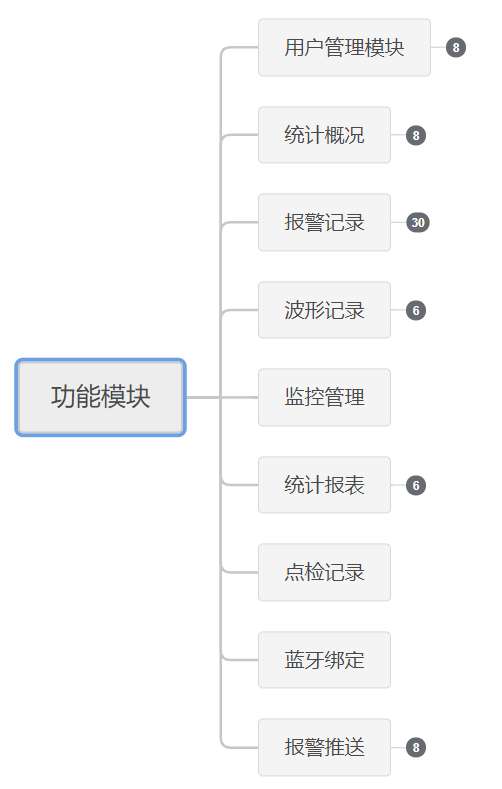 用户管理模块
8
统计概况
8
报警记录
30
波形记录
6
功能模块
监控管理
统计报表
6
点检记录
蓝牙绑定
报警推送
8